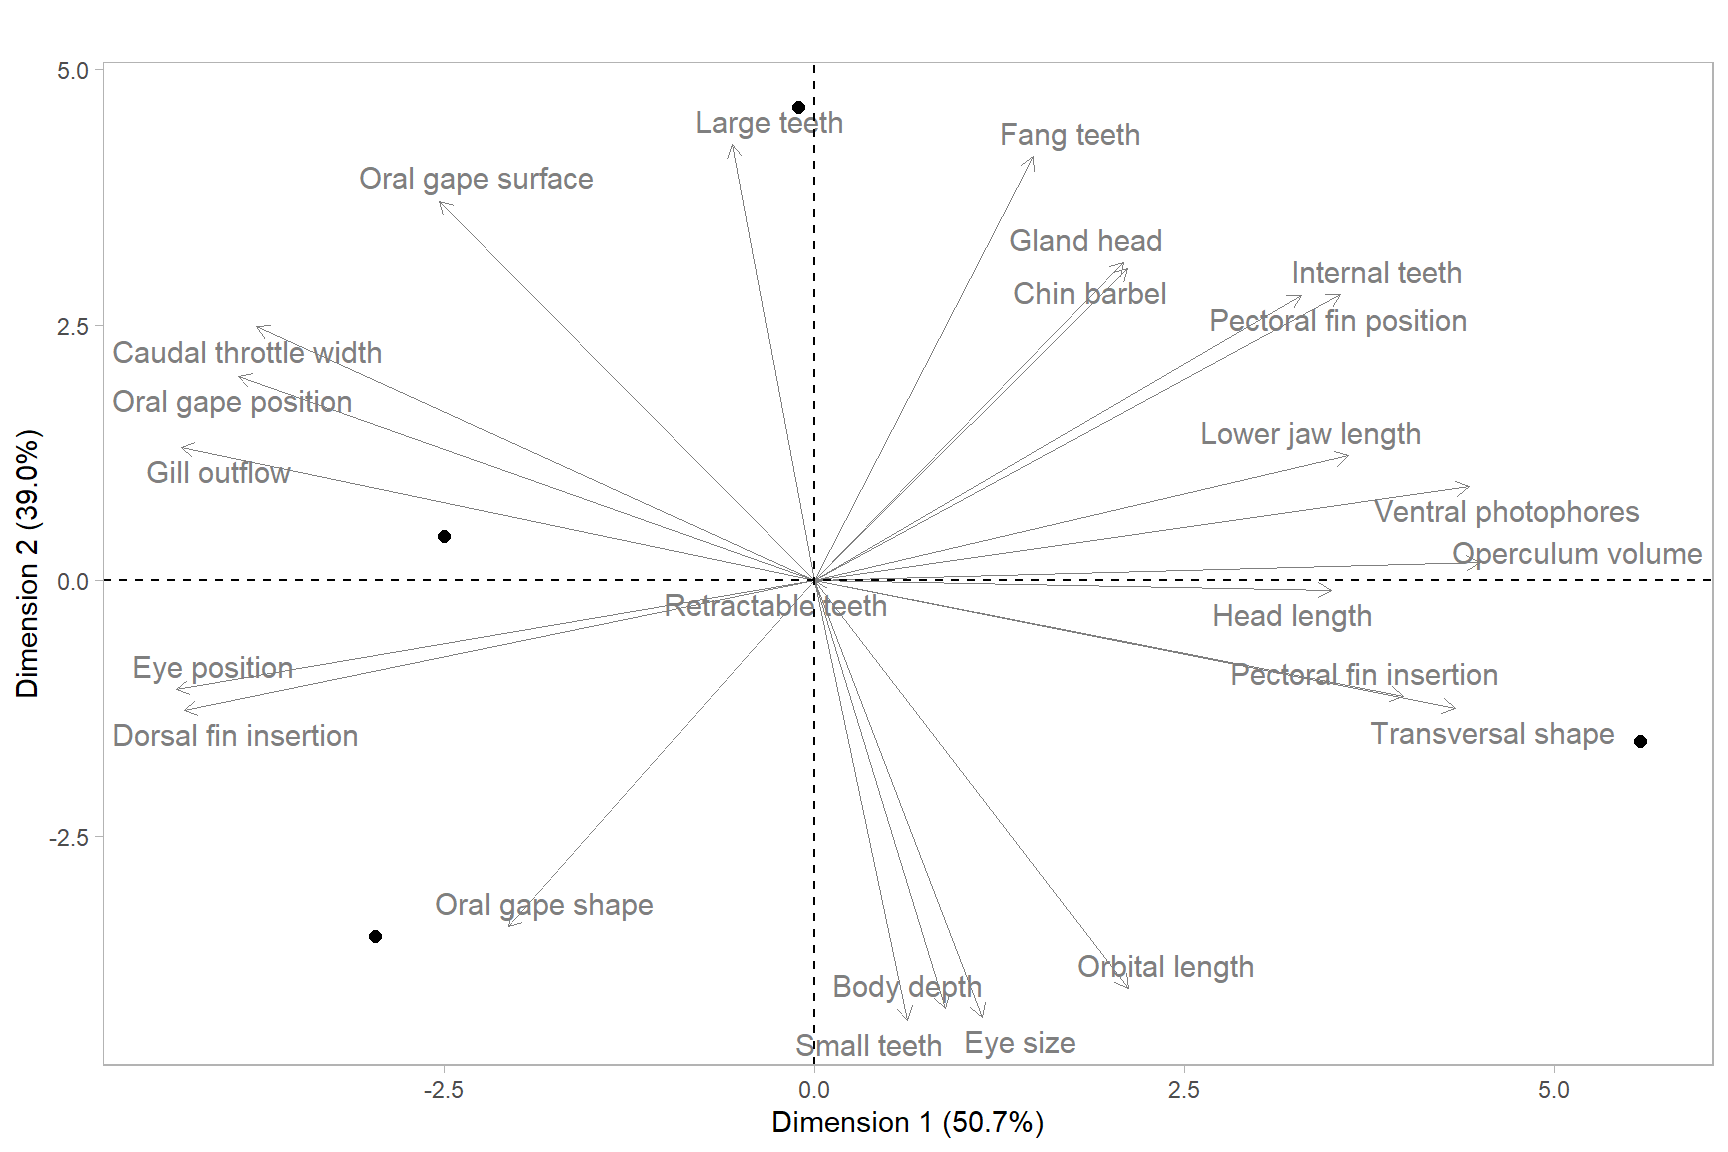 5.0
Large teeth
Fang teeth
Oral gape surface
Gland head
Internal teeth
Chin barbel
Pectoral fin position
2.5
Caudal throttle width
Oral gape position
Lower jaw length
Gill outflow
Ventral photophores
Operculum volume
0.0
Retractable teeth
Head length
Eye position
Pectoral fin insertion
Dorsal fin insertion
Transversal shape
-2.5
Oral gape shape
Orbital length
Body depth
Small teeth
Eye size
-2.5
0.0
2.5
5.0
Dimension 1 (50.7%)
Dimension 2 (39.0%)